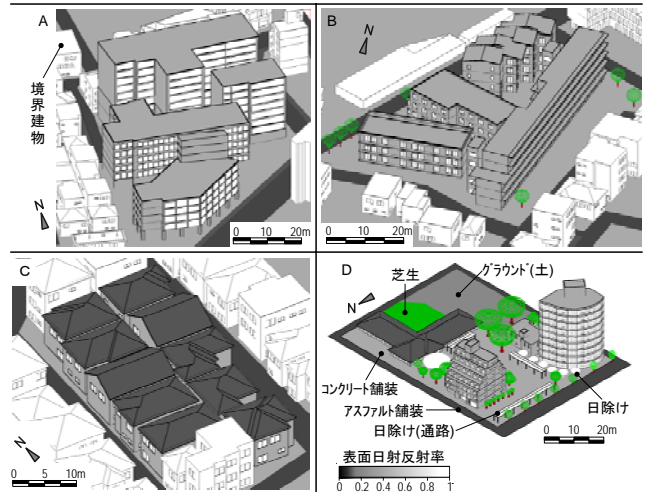 A
境界建物
N
0 10 20m
B
N
0 10 20m
C
N
0 5 10m
D
N
芝生
グラウンド(土)
コンクリート舗装
アスファルト舗装
日除け(通路)
日除け
0 10 20m
表面日射反射率
0 0.2 0.4 0.6 0.8 1